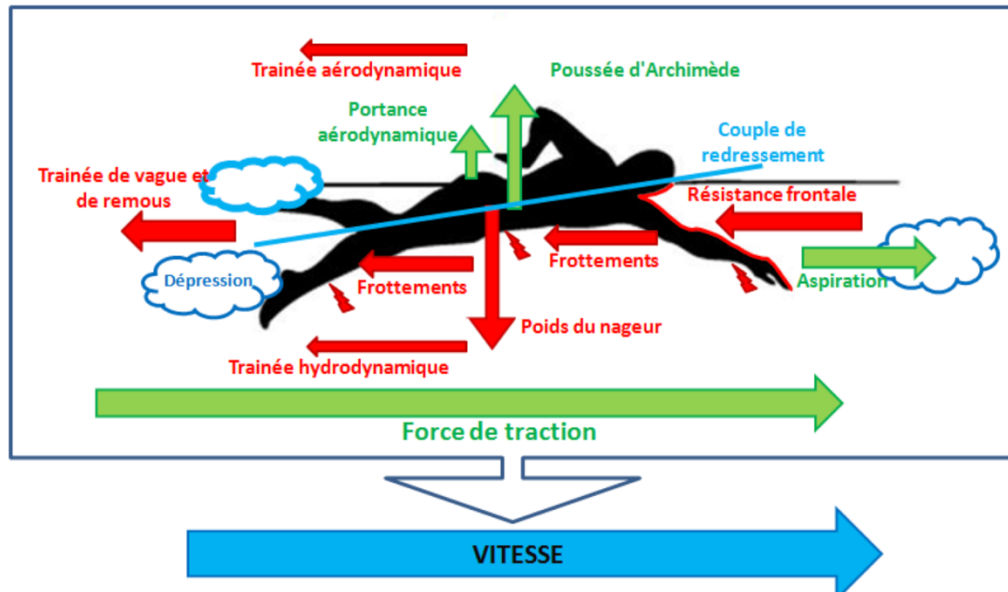 Trainée aérodynamique
Poussée d'Archimède
Portance
aérodynamique
Couple de
redressement
Trainée de vague et
de remous
Résistance frontale
Dépression
Frottements
Frottements
Aspiration
Poids du nageur
Trainée hydrodynamique
Force de traction
VITESSE